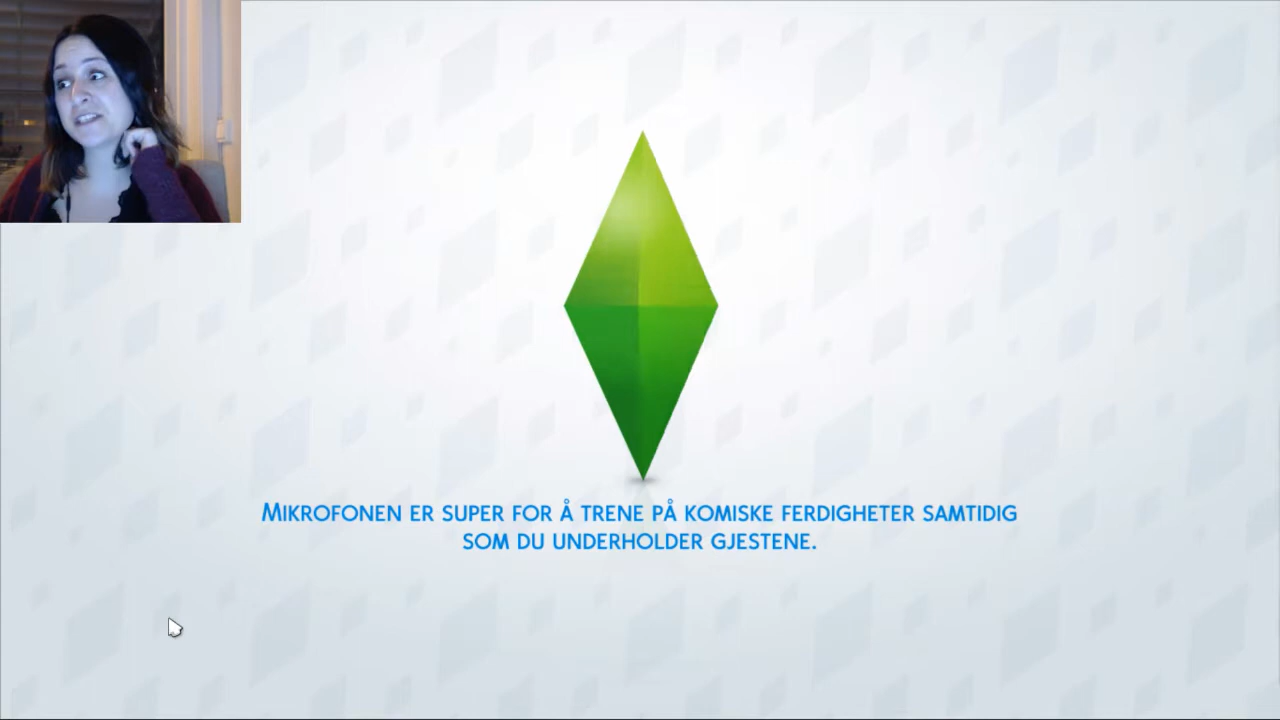 Mikrofonen er super for å trene på komiske ferdigheter samtidig
som du underholder gjestene.